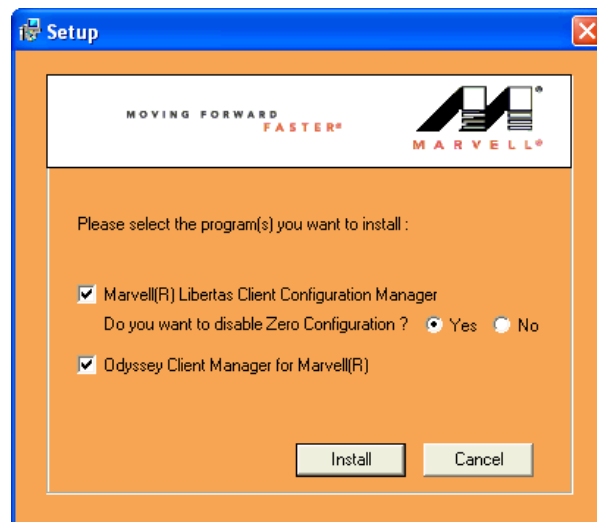 Setup
MOVING FORWARD
FASTER®
MARVELL®
Please select the program(s) you want to install :
Marvell(R) Libertas Client Configuration Manager
Do you want to disable Zero Configuration ? Yes No
Odyssey Client Manager for Marvell(R)
Install Cancel